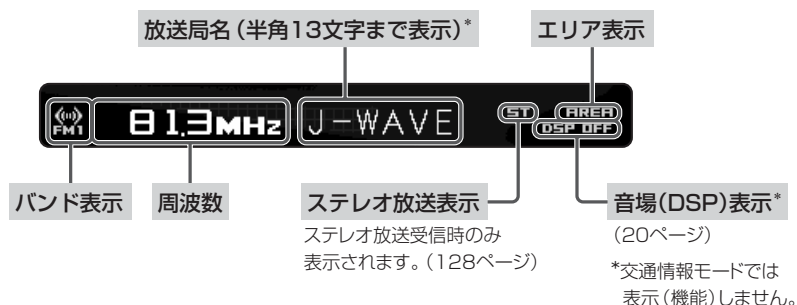 放送局名（半角13文字まで表示）*
エリア表示
FM1
81.3MHz
J-WAVE
ST
AREA
DSP OFF
バンド表示
周波数
ステレオ放送表示
ステレオ放送受信時のみ
表示されます。（128ページ）
音場（DSP）表示*
（20ページ）
*交通情報モードでは
表示（機能）しません。